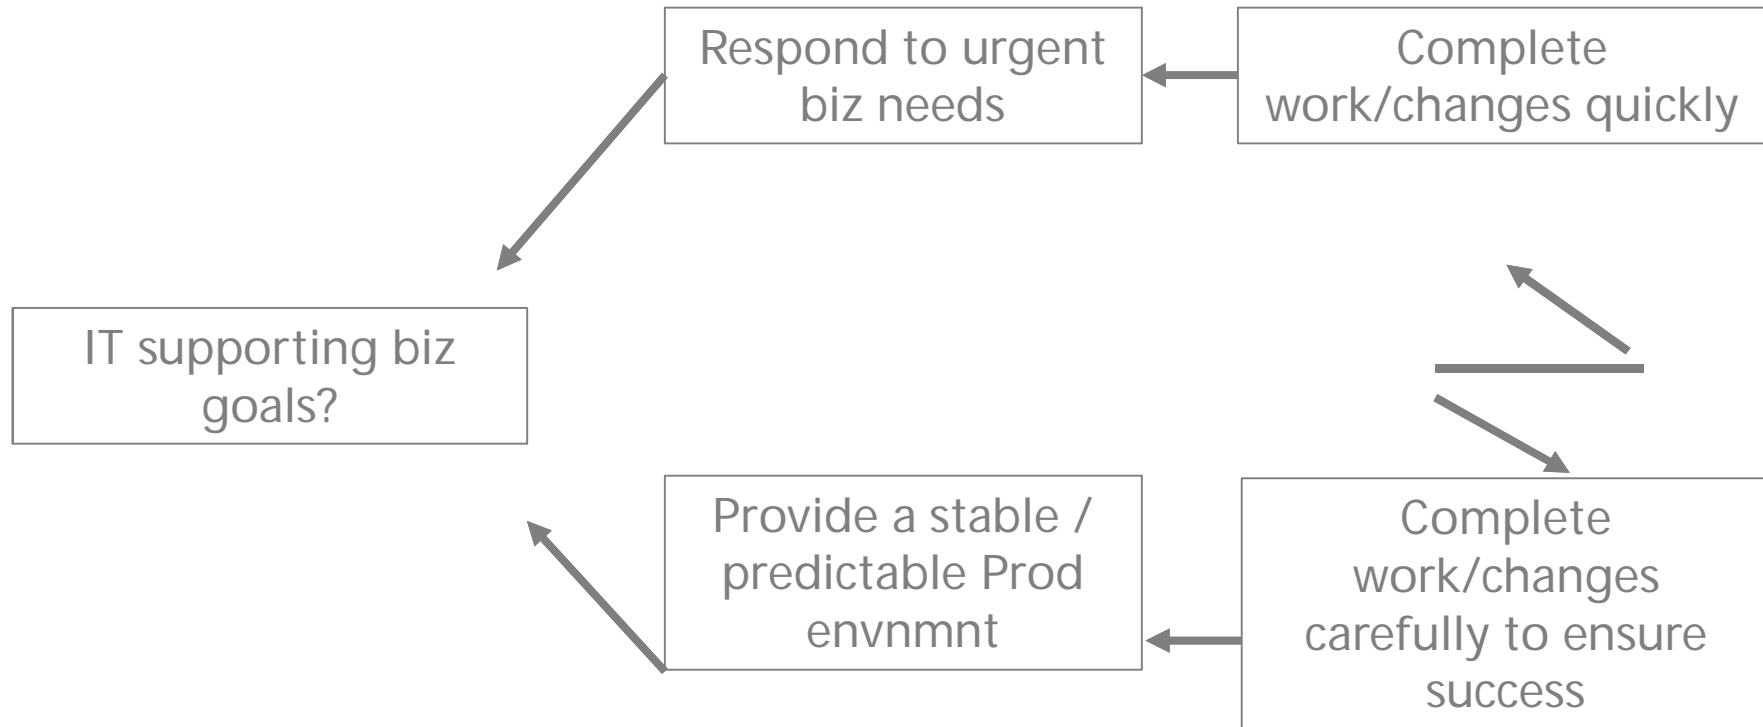 Respond to urgent
biz needs
Complete
work/changes quickly
IT supporting biz
goals?
Provide a stable /
predictable Prod
envnmnt
Complete
work/changes
carefully to ensure
success